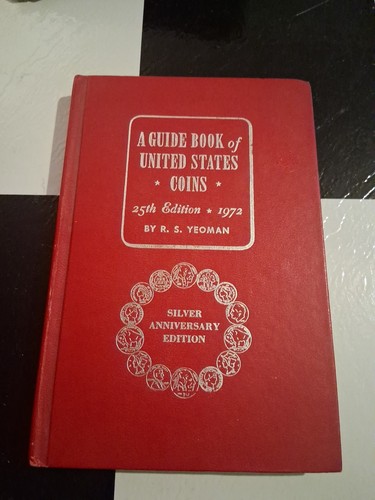 A GUIDE BOOK of
UNITED STATES
* COINS *
25th Edition * 1972
BY R. S. YEOMAN
SILVER
ANNIVERSARY
EDITION